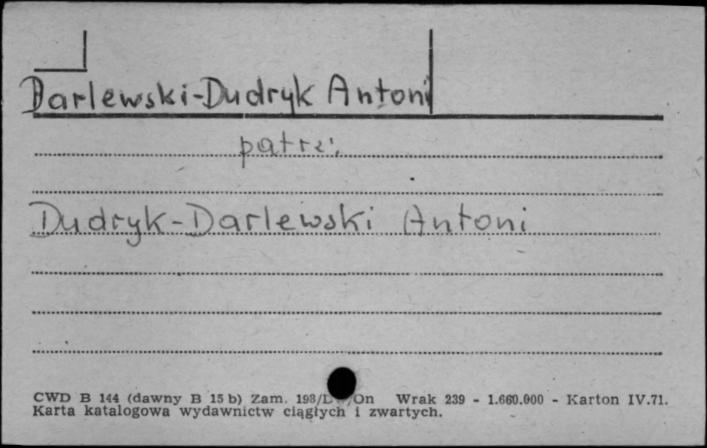 Darlewski-Dudryk Antoni
patrz:
Dudryk-Darlewski Antoni
CWD B 144 (dawny B 15 b) Zam. 198/D /On Wrak 239 - 1.660.000 - Karton IV.71.
Karta katalogowa wydawnictw ciągłych i zwartych.